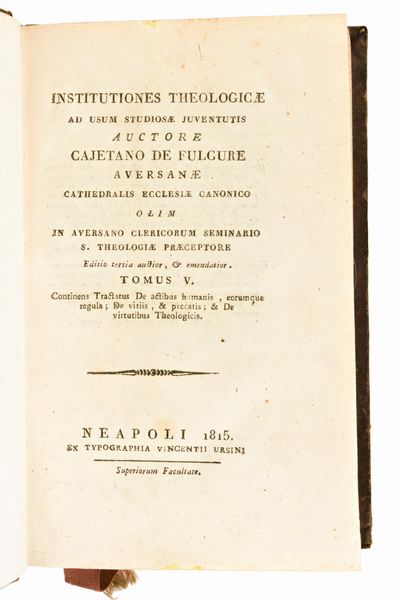 INSTITUTIONES THEOLOGICÆ
AD USUM STUDIOSÆ JUVENTUTIS
AUCTORE
CAJETANO DE FULGURE
AVERSANÆ
CATHEDRALIS ECCLESIÆ CANONICO
OLIM
IN AVERSANO CLERICORUM SEMINARIO
S. THEOLOGIÆ PRÆCEPTORE
Editio tertia auctior, & emendatior.
TOMUS V.
Continens Tractatus De actibus humanis, eorumque
regula; De vitiis, & peccatis; & De
virtutibus Theologicis.
NEAPOLI 1815.
EX TYPOGRAPHIA VINCENTII URSINI
Superiorum Facultate.